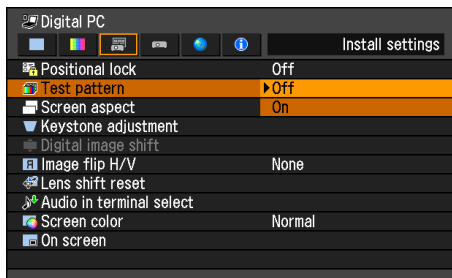 Digital PC
Install settings
Positional lock Off
Test pattern Off
Screen aspect On
Keystone adjustment
Digital image shift
Image flip H/V None
Lens shift reset
Audio in terminal select
Screen color Normal
On screen